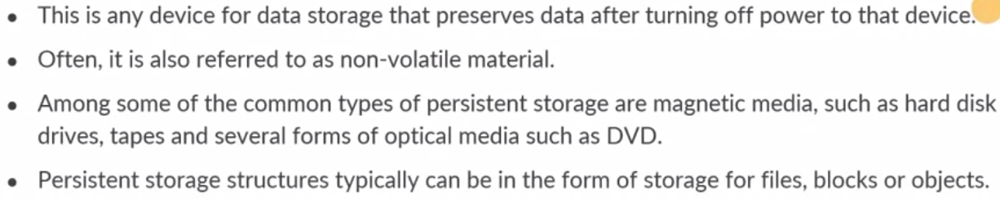 • This is any device for data storage that preserves data after turning off power to that device.
• Often, it is also referred to as non-volatile material.
• Among some of the common types of persistent storage are magnetic media, such as hard disk
drives, tapes and several forms of optical media such as DVD.
• Persistent storage structures typically can be in the form of storage for files, blocks or objects.